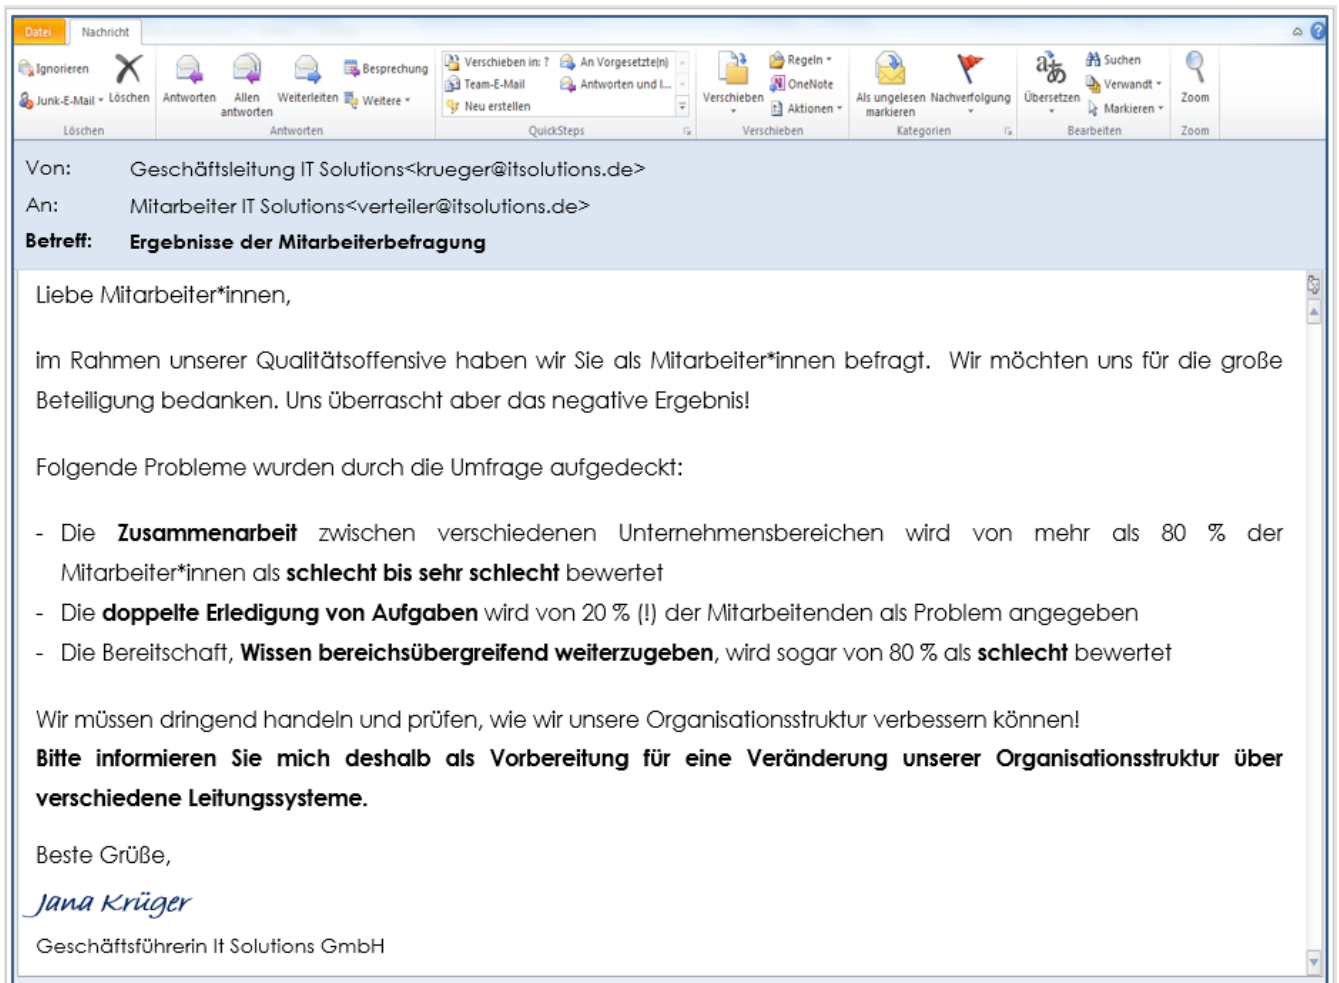 Datei Nachricht
Ignorieren
Junk-E-Mail
Löschen
Löschen
Antworten
Allen antworten
Weiterleiten
Besprechung
Weitere
Antworten
Verschieben in: ?
Team-E-Mail
Neu erstellen
An Vorgesetzte(n)
Antworten und l...
QuickSteps
Verschieben
Regeln
OneNote
Aktionen
Verschieben
Als ungelesen markieren
Nachverfolgung
Kategorien
Übersetzen
Suchen
Verwandt
Markieren
Bearbeiten
Zoom
Zoom
Von: Geschäftsleitung IT Solutions<krueger@itsolutions.de>
An: Mitarbeiter IT Solutions<verteiler@itsolutions.de>
Betreff: Ergebnisse der Mitarbeiterbefragung
Liebe Mitarbeiter*innen,
im Rahmen unserer Qualitätsoffensive haben wir Sie als Mitarbeiter*innen befragt. Wir möchten uns für die große
Beteiligung bedanken. Uns überrascht aber das negative Ergebnis!
Folgende Probleme wurden durch die Umfrage aufgedeckt:
- Die Zusammenarbeit zwischen verschiedenen Unternehmensbereichen wird von mehr als 80 % der
Mitarbeiter*innen als schlecht bis sehr schlecht bewertet
- Die doppelte Erledigung von Aufgaben wird von 20 % (!) der Mitarbeitenden als Problem angegeben
- Die Bereitschaft, Wissen bereichsübergreifend weiterzugeben, wird sogar von 80 % als schlecht bewertet
Wir müssen dringend handeln und prüfen, wie wir unsere Organisationsstruktur verbessern können!
Bitte informieren Sie mich deshalb als Vorbereitung für eine Veränderung unserer Organisationsstruktur über
verschiedene Leitungssysteme.
Beste Grüße,
Jana Krüger
Geschäftsführerin It Solutions GmbH